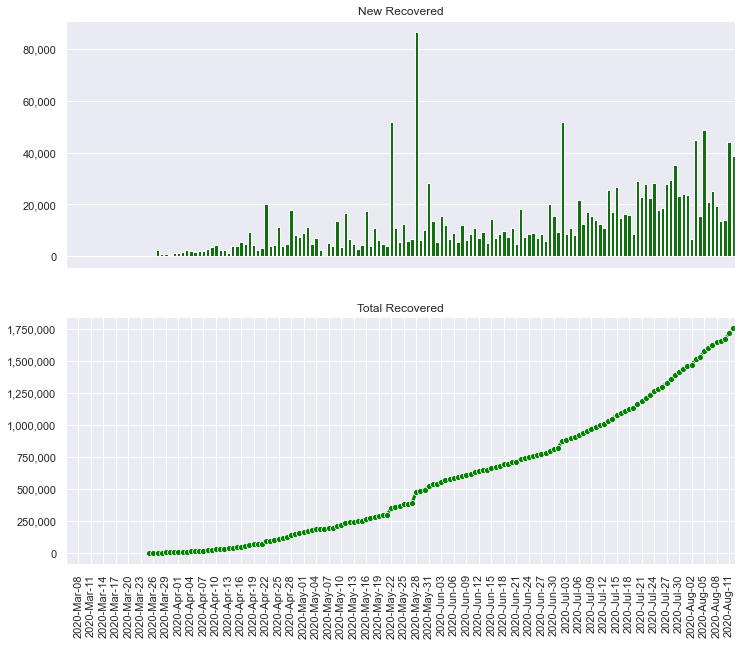 New Recovered
80,000
60,000
40,000
20,000
0
Total Recovered
1,750,000
1,500,000
1,250,000
1,000,000
750,000
500,000
250,000
0
2020-Mar-08
2020-Mar-11
2020-Mar-14
2020-Mar-17
2020-Mar-20
2020-Mar-23
2020-Mar-26
2020-Mar-29
2020-Apr-01
2020-Apr-04
2020-Apr-07
2020-Apr-10
2020-Apr-13
2020-Apr-16
2020-Apr-19
2020-Apr-22
2020-Apr-25
2020-Apr-28
2020-May-01
2020-May-04
2020-May-07
2020-May-10
2020-May-13
2020-May-16
2020-May-19
2020-May-22
2020-May-25
2020-May-28
2020-May-31
2020-Jun-03
2020-Jun-06
2020-Jun-09
2020-Jun-12
2020-Jun-15
2020-Jun-18
2020-Jun-21
2020-Jun-24
2020-Jun-27
2020-Jun-30
2020-Jul-03
2020-Jul-06
2020-Jul-09
2020-Jul-12
2020-Jul-15
2020-Jul-18
2020-Jul-21
2020-Jul-24
2020-Jul-27
2020-Jul-30
2020-Aug-02
2020-Aug-05
2020-Aug-08
2020-Aug-11